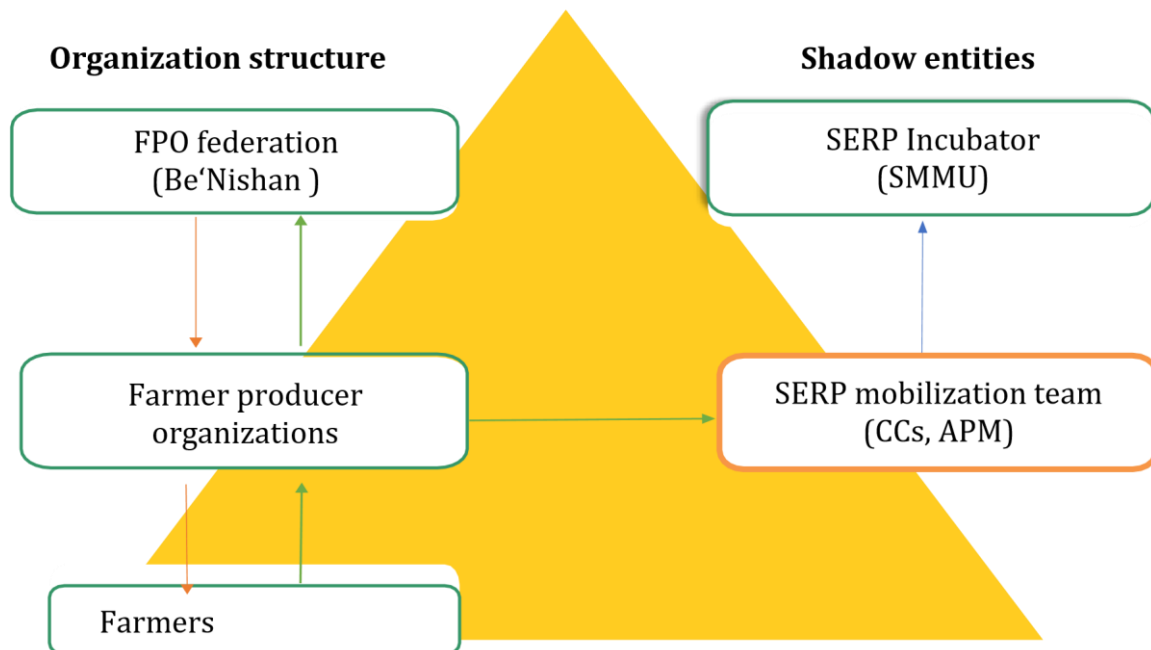 Organization structure
Shadow entities
FPO federation
(Be‘Nishan )
SERP Incubator
(SMMU)
Farmer producer
organizations
SERP mobilization team
(CCs, APM)
Farmers